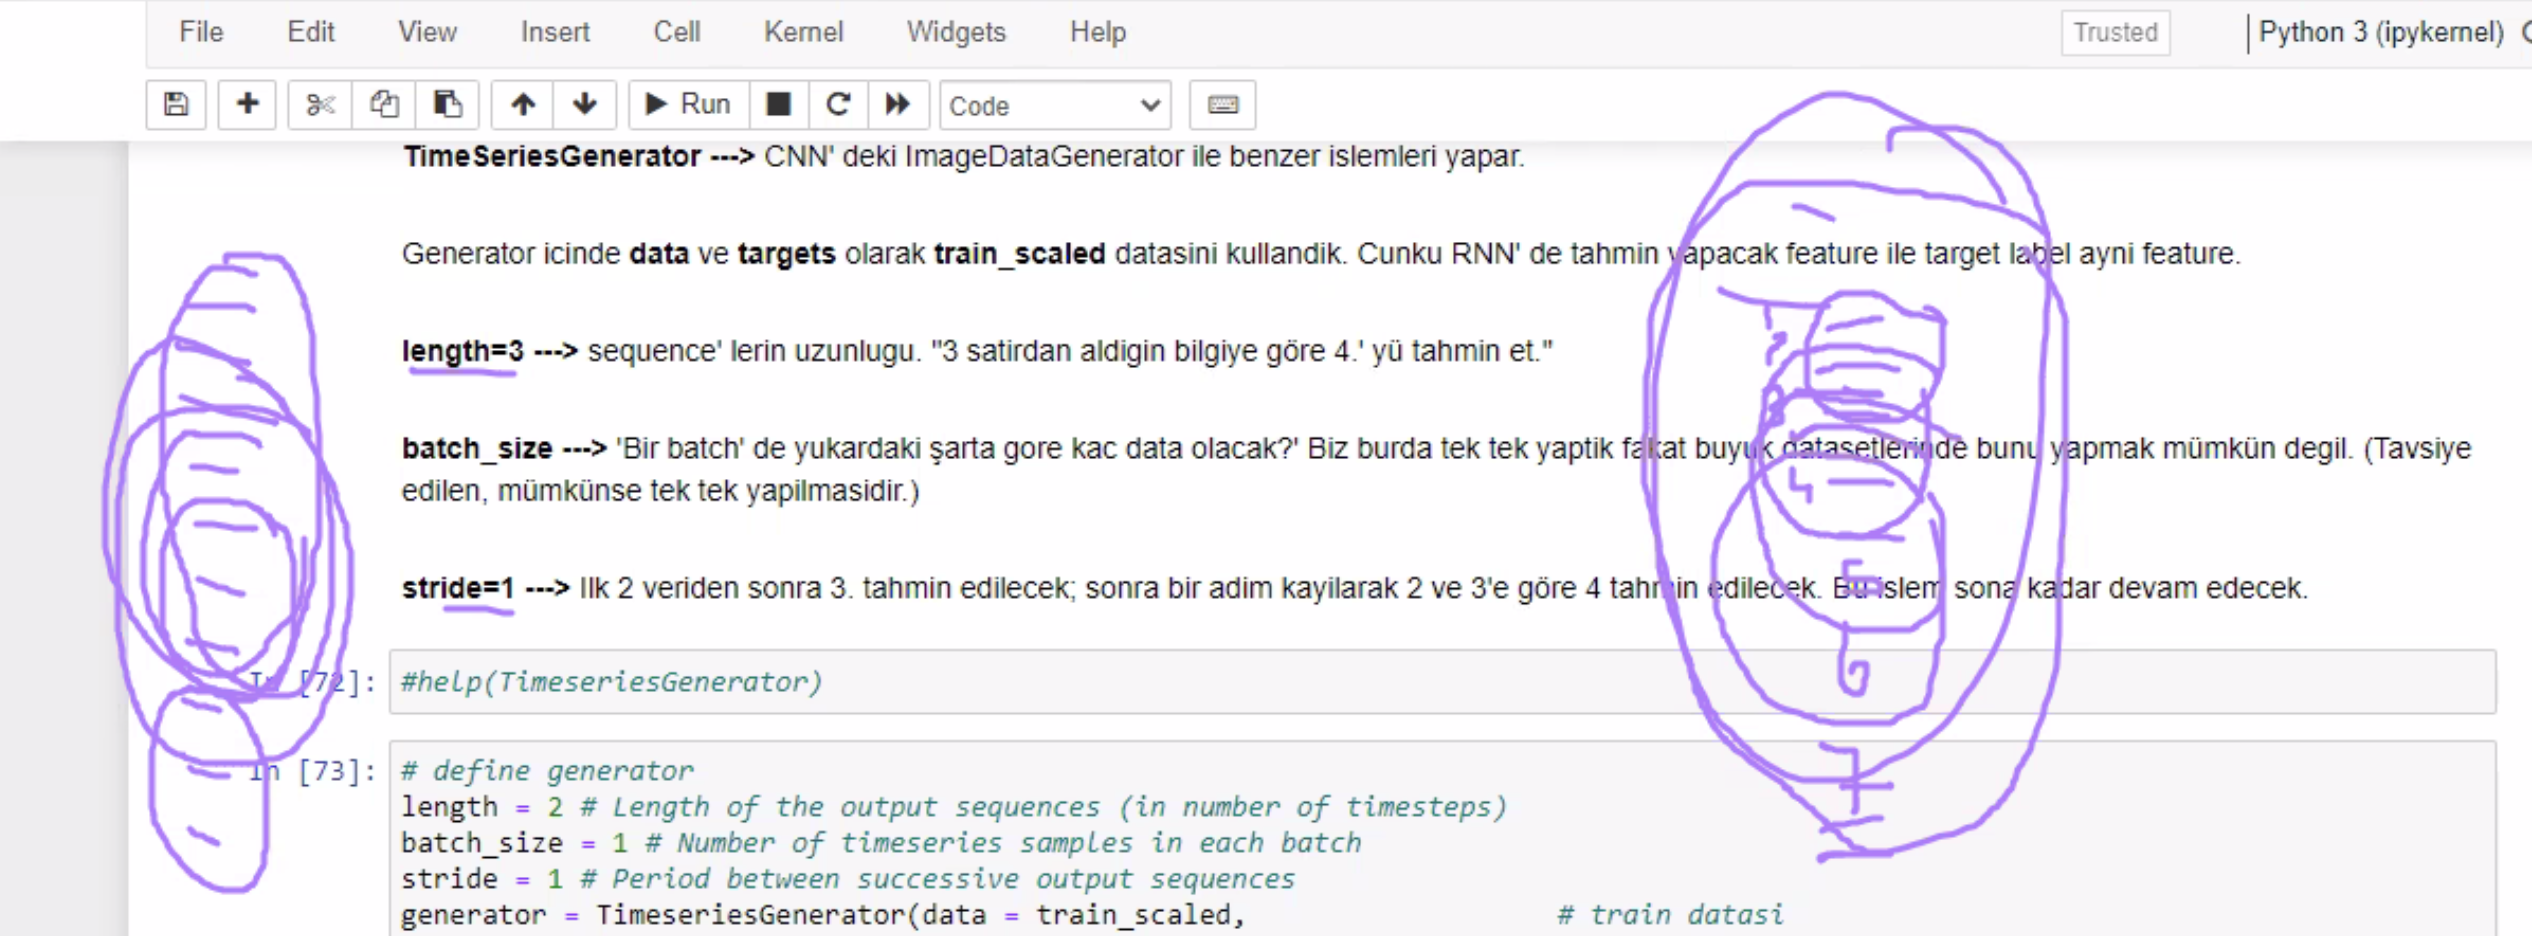 File Edit View Insert Cell Kernel Widgets Help Trusted Python 3 (ipykernel)
Run Code
TimeSeriesGenerator ---> CNN' deki ImageDataGenerator ile benzer islemleri yapar.
Generator icinde data ve targets olarak train_scaled datasini kullandik. Cunku RNN' de tahmin yapacak feature ile target label ayni feature.
length=3 ---> sequence' lerin uzunlugu. "3 satirdan aldigin bilgiye göre 4.' yü tahmin et."
batch_size ---> 'Bir batch' de yukardaki şarta gore kac data olacak?' Biz burda tek tek yaptik fakat buyuk datasetlerinde bunu yapmak mümkün degil. (Tavsiye
edilen, mümkünse tek tek yapilmasidir.)
stride=1 ---> Ilk 2 veriden sonra 3. tahmin edilecek; sonra bir adim kayilarak 2 ve 3'e göre 4 tahmin edilecek. Bu islem sona kadar devam edecek.
4
5
6
7
In [72]: #help(TimeseriesGenerator)
In [73]: # define generator
length = 2 # Length of the output sequences (in number of timesteps)
batch_size = 1 # Number of timeseries samples in each batch
stride = 1 # Period between successive output sequences
generator = TimeseriesGenerator(data = train_scaled, # train datasi